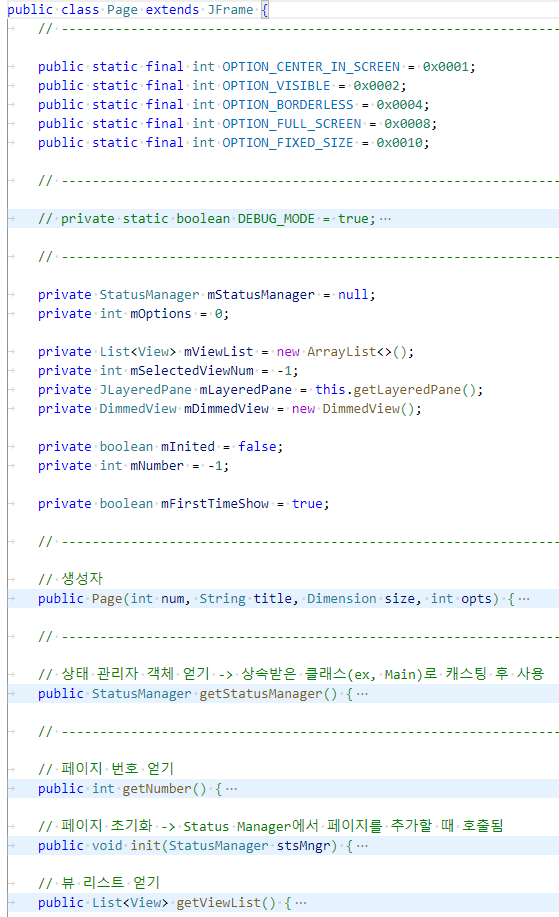 public class Page extends JFrame {
// ------------------------------------------------------------------
public static final int OPTION_CENTER_IN_SCREEN = 0x0001;
public static final int OPTION_VISIBLE = 0x0002;
public static final int OPTION_BORDERLESS = 0x0004;
public static final int OPTION_FULL_SCREEN = 0x0008;
public static final int OPTION_FIXED_SIZE = 0x0010;
// ------------------------------------------------------------------
// private static boolean DEBUG_MODE = true; ...
// ------------------------------------------------------------------
private StatusManager mStatusManager = null;
private int mOptions = 0;
private List<View> mViewList = new ArrayList<>();
private int mSelectedViewNum = -1;
private JLayeredPane mLayeredPane = this.getLayeredPane();
private DimmedView mDimmedView = new DimmedView();
private boolean mInited = false;
private int mNumber = -1;
private boolean mFirstTimeShow = true;
// ------------------------------------------------------------------
// 생성자
public Page(int num, String title, Dimension size, int opts) { ...
// ------------------------------------------------------------------
// 상태 관리자 객체 얻기 -> 상속받은 클래스(ex, Main)로 캐스팅 후 사용
public StatusManager getStatusManager() { ...
// ------------------------------------------------------------------
// 페이지 번호 얻기
public int getNumber() { ...
// 페이지 초기화 -> Status Manager에서 페이지를 추가할 때 호출됨
public void init(StatusManager stsMngr) { ...
// 뷰 리스트 얻기
public List<View> getViewList() { ...